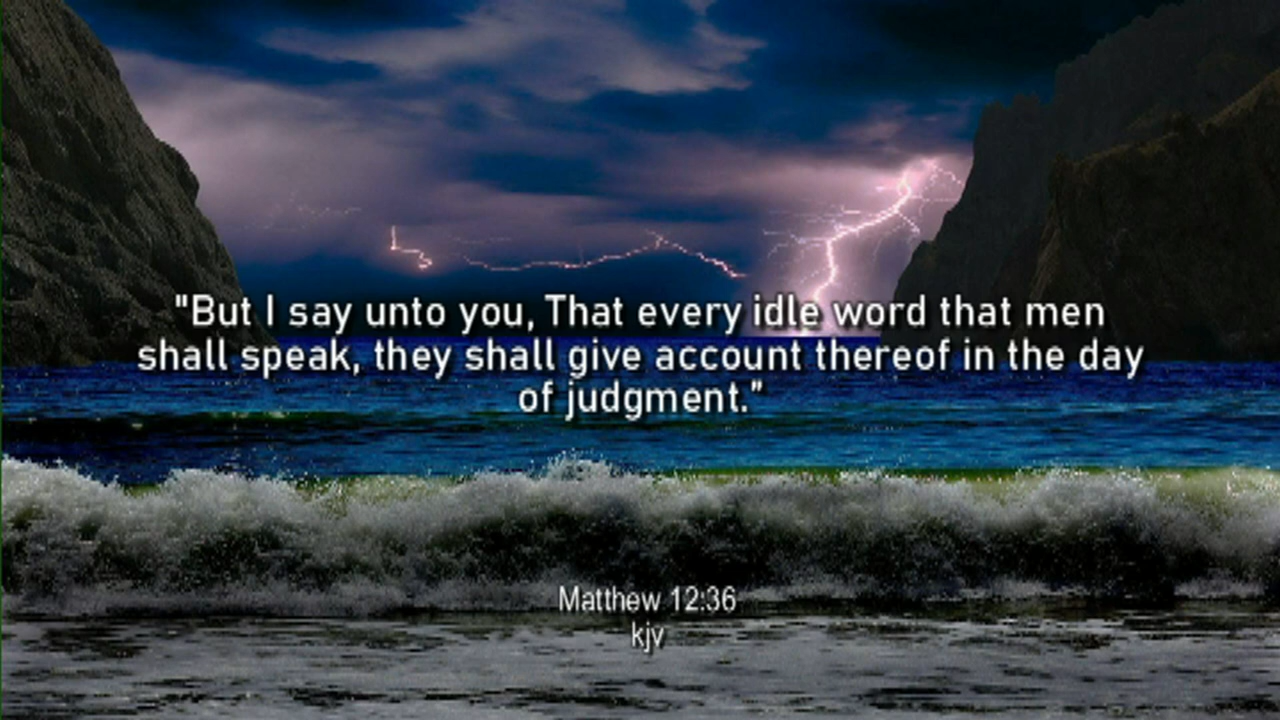 "But I say unto you, That every idle word that men
shall speak, they shall give account thereof in the day
of judgment."
Matthew 12:36
kjv